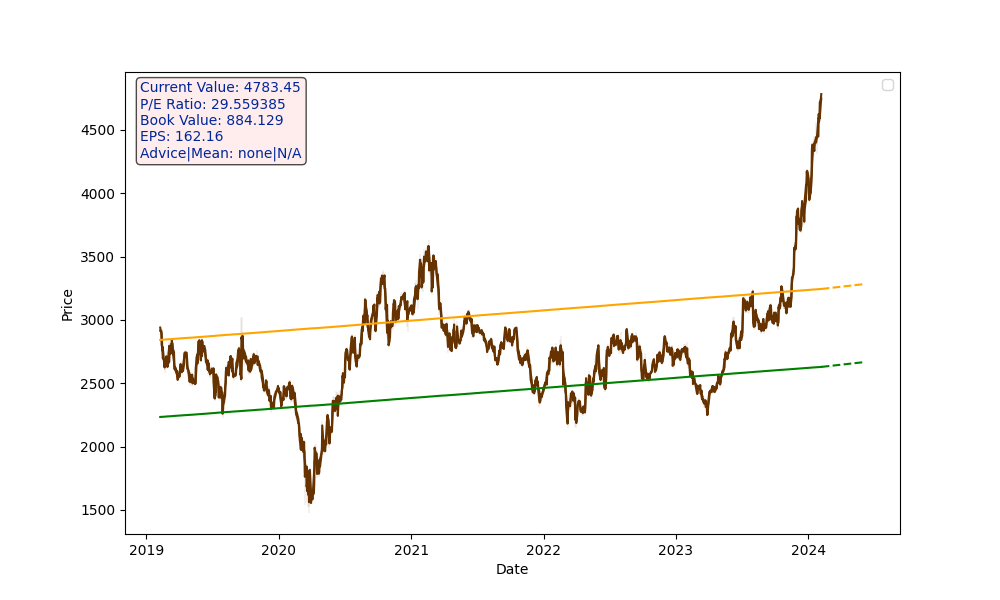 Current Value: 4783.45
P/E Ratio: 29.559385
Book Value: 884.129
EPS: 162.16
Advice|Mean: none|N/A
4500
4000
3500
3000
2500
2000
1500
Price
2019 2020 2021 2022 2023 2024
Date